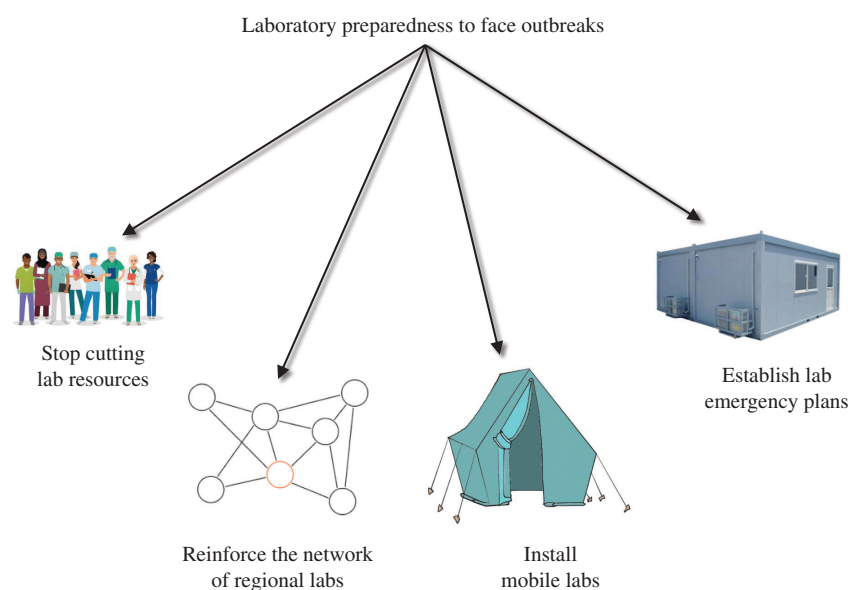 Laboratory preparedness to face outbreaks
Stop cutting
lab resources
Establish lab
emergency plans
Reinforce the network
of regional labs
Install
mobile labs